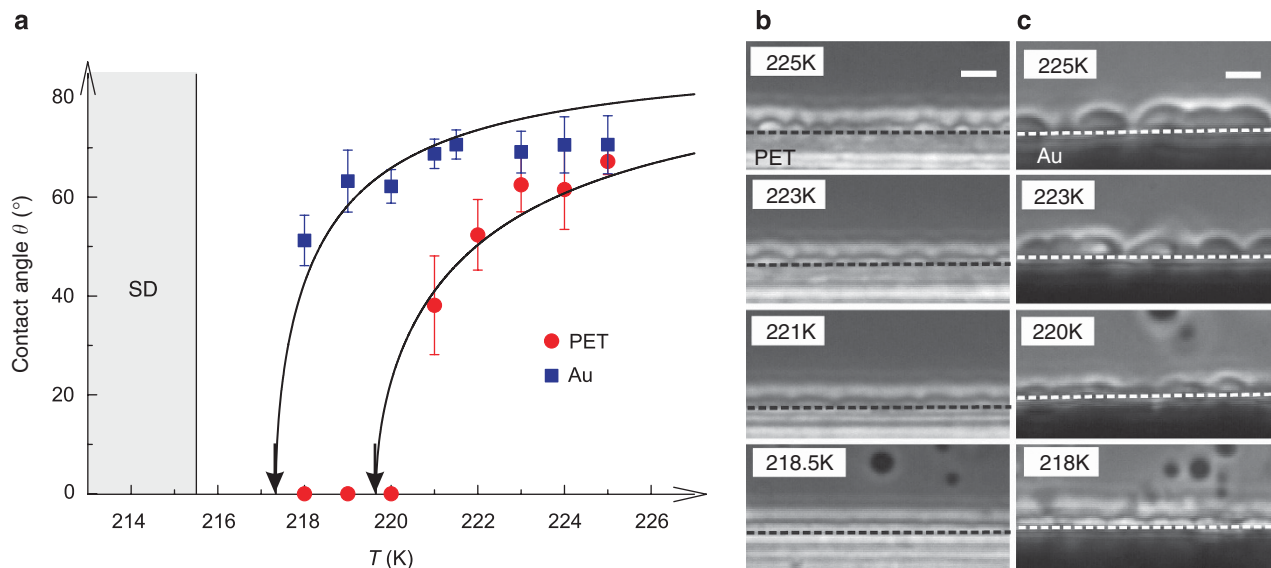 a
b
c
Contact angle θ (°)
80
60
40
20
0
SD
PET
Au
214
216
218
220
222
224
226
T (K)
225K
PET
223K
221K
218.5K
225K
Au
223K
220K
218K